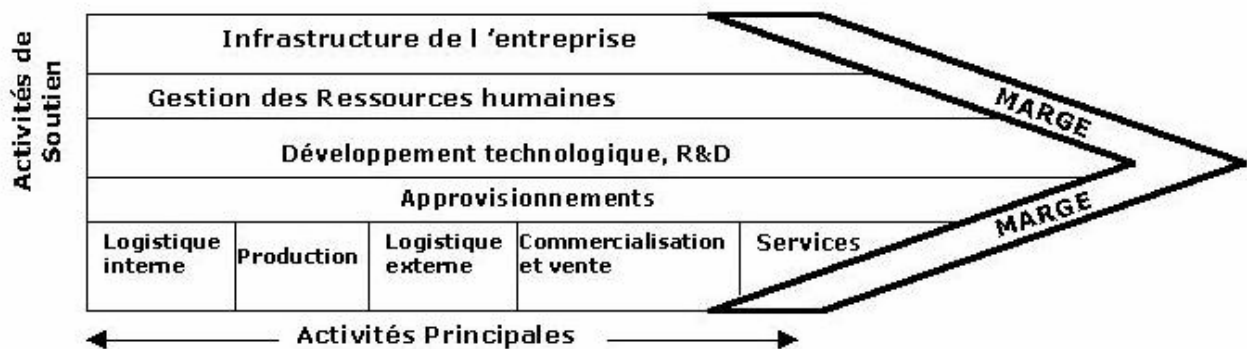 Activités de
Soutien
Infrastructure de l 'entreprise
Gestion des Ressources humaines
Développement technologique, R&D
Approvisionnements
Logistique
interne
Production
Logistique
externe
Commercialisation
et vente
Services
MARGE
MARGE
Activités Principales